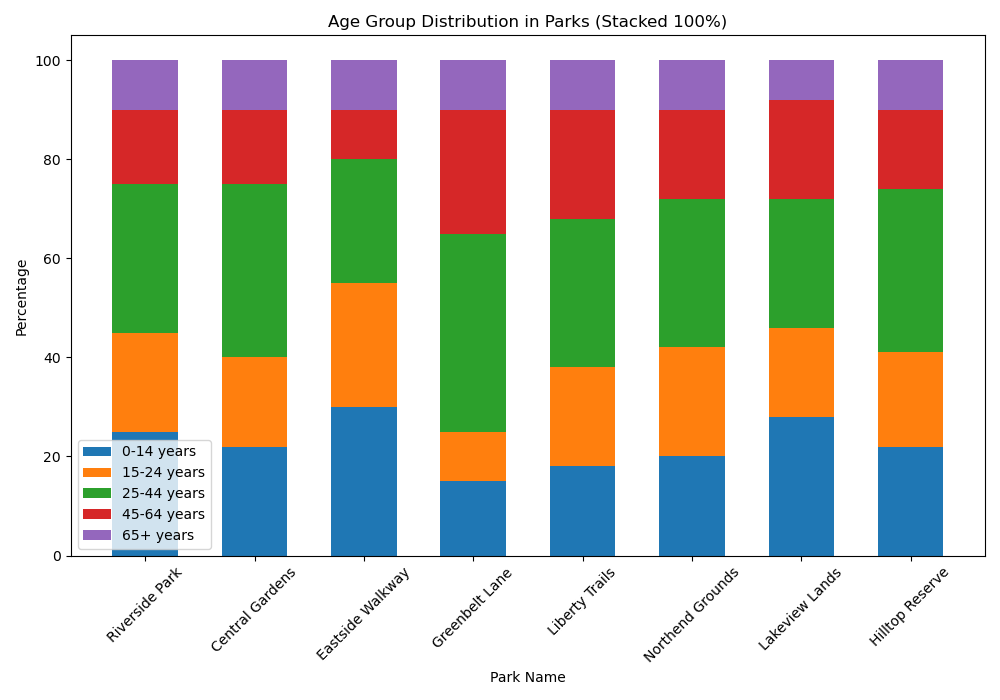 Age Group Distribution in Parks (Stacked 100%)
Percentage
100
80
60
40
20
0
0-14 years
15-24 years
25-44 years
45-64 years
65+ years
Riverside Park
Central Gardens
Eastside Walkway
Greenbelt Lane
Liberty Trails
Northend Grounds
Lakeview Lands
Hilltop Reserve
Park Name